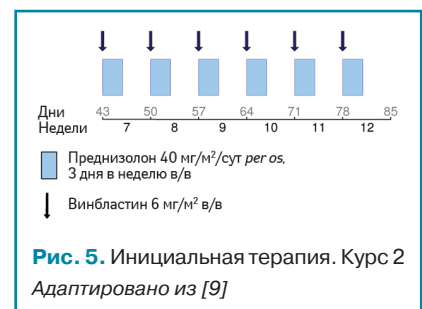 Дни 43 50 57 64 71 78 85
Недели 7 8 9 10 11 12
Преднизолон 40 мг/м²/сут per os,
3 дня в неделю в/в
Винбластин 6 мг/м² в/в
Рис. 5. Инициальная терапия. Курс 2
Адаптировано из [9]